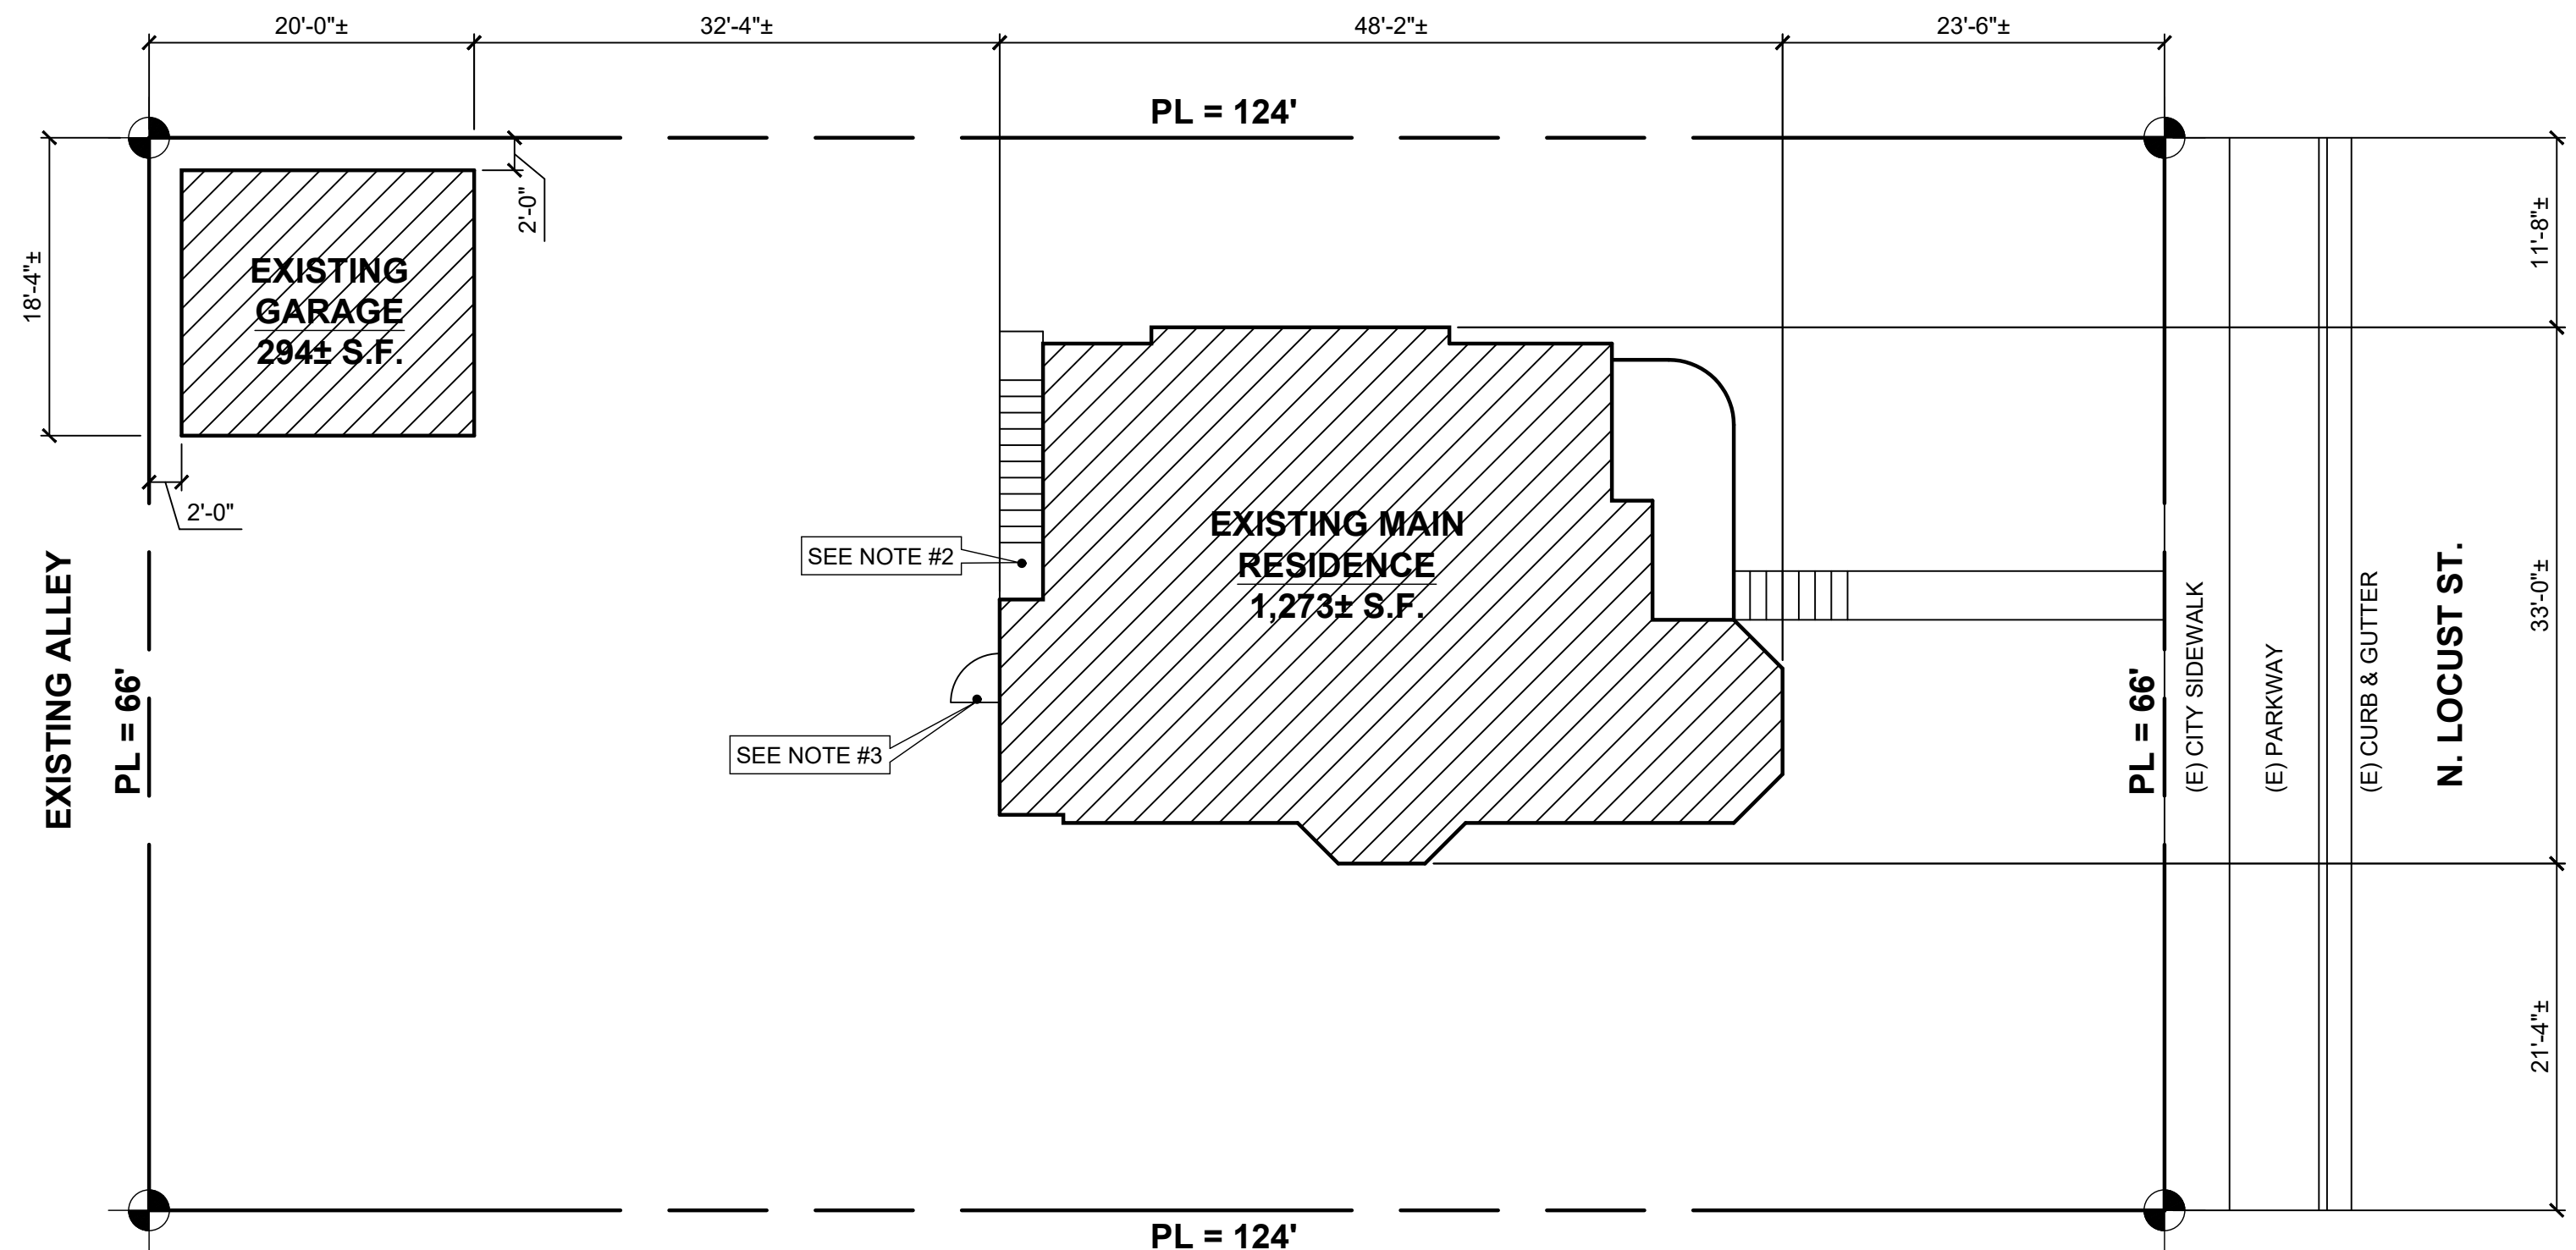 20'-0"±
32'-4"±
48'-2"±
23'-6"±
PL = 124'
18'-4"±
2'-0"
11'-8"±
EXISTING
GARAGE
294± S.F.
2'-0"
SEE NOTE #2
EXISTING MAIN
RESIDENCE
1,273± S.F.
SEE NOTE #3
EXISTING ALLEY
PL = 66'
PL = 66'
(E) CITY SIDEWALK
(E) PARKWAY
(E) CURB & GUTTER
N. LOCUST ST.
33'-0"±
21'-4"±
PL = 124'